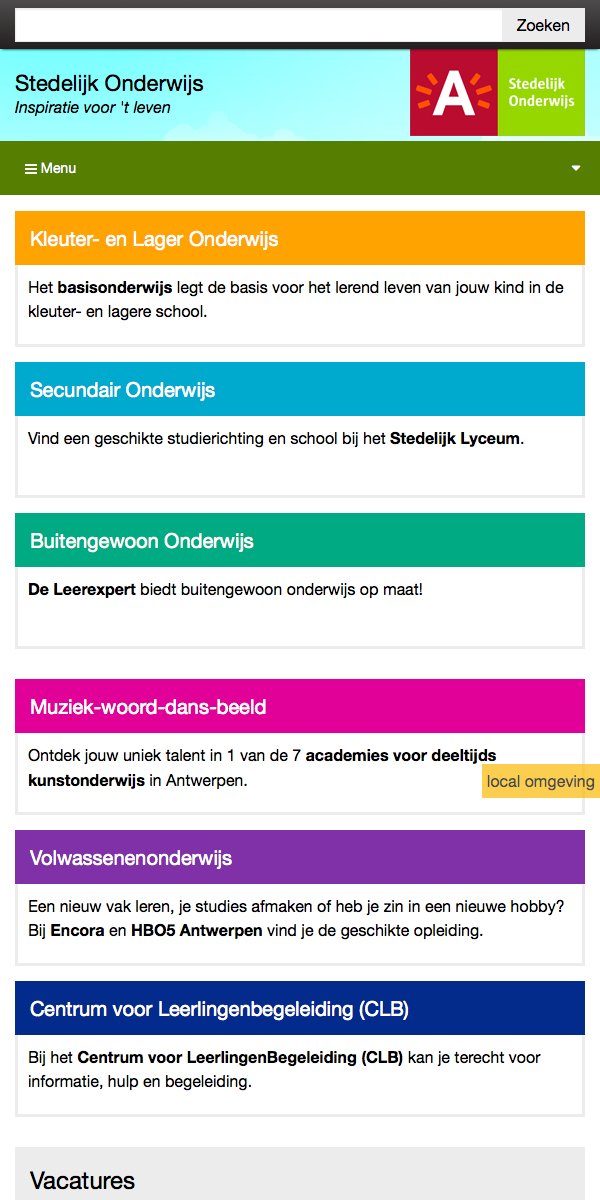 Zoeken
Stedelijk Onderwijs
Inspiratie voor 't leven
A
Stedelijk
Onderwijs
Menu
Kleuter- en Lager Onderwijs
Het basisonderwijs legt de basis voor het lerend leven van jouw kind in de
kleuter- en lagere school.
Secundair Onderwijs
Vind een geschikte studierichting en school bij het Stedelijk Lyceum.
Buitengewoon Onderwijs
De Leerexpert biedt buitengewoon onderwijs op maat!
Muziek-woord-dans-beeld
Ontdek jouw uniek talent in 1 van de 7 academies voor deeltijds
kunstonderwijs in Antwerpen.
local omgeving
Volwassenenonderwijs
Een nieuw vak leren, je studies afmaken of heb je zin in een nieuwe hobby?
Bij Encora en HBO5 Antwerpen vind je de geschikte opleiding.
Centrum voor Leerlingenbegeleiding (CLB)
Bij het Centrum voor LeerlingenBegeleiding (CLB) kan je terecht voor
informatie, hulp en begeleiding.
Vacatures